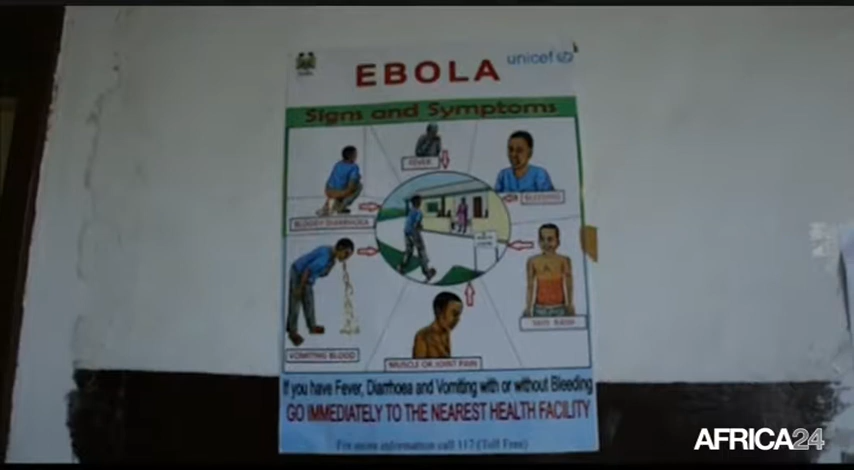 unicef
EBOLA
Signs and Symptoms
FEVER
BLEEDING
BLOODY DIARRHOEA
SKIN RASH
VOMITING BLOOD
MUSCLE OR JOINT PAIN
If you have Fever, Diarrhoea and Vomiting with or without Bleeding
GO IMMEDIATELY TO THE NEAREST HEALTH FACILITY
For more information call 117 (Toll Free)
AFRICA24